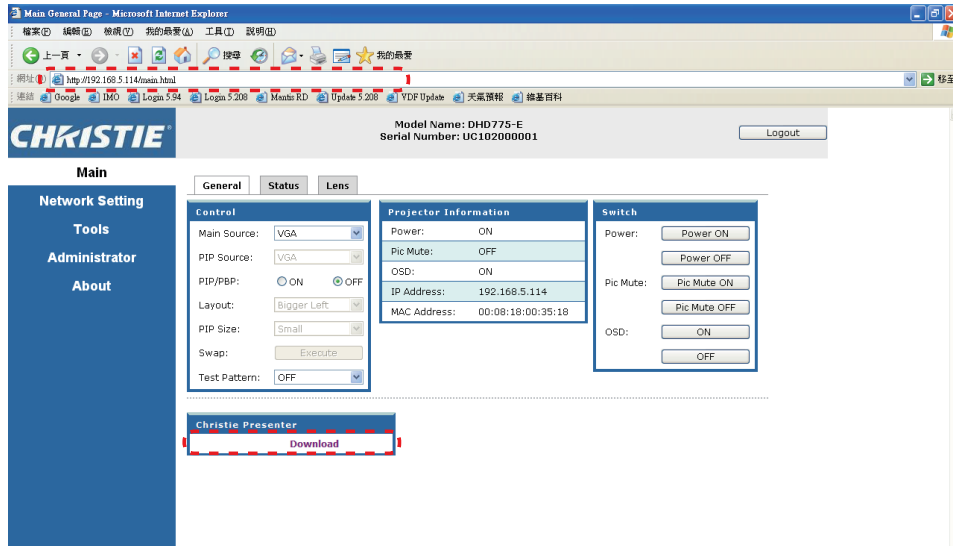 Main General Page - Microsoft Internet Explorer
檔案(F) 編輯(E) 檢視(V) 我的最愛(A) 工具(T) 說明(H)
上一頁 搜尋 我的最愛
網址(D) http://192.168.5.114/main.html 移至
連結 Google IMO Login 5.94 Login 5.208 Mantis RD Update 5.208 VDF Update 天氣預報 維基百科
CHRISTIE®
Model Name: DHD775-E
Serial Number: UC102000001
Logout
Main
Network Setting
Tools
Administrator
About
General Status Lens
Control
Main Source: VGA
PIP Source: VGA
PIP/PBP: ON OFF
Layout: Bigger Left
PIP Size: Small
Swap: Execute
Test Pattern: OFF
Projector Information
Power: ON
Pic Mute: OFF
OSD: ON
IP Address: 192.168.5.114
MAC Address: 00:08:18:00:35:18
Switch
Power: Power ON
Power OFF
Pic Mute: Pic Mute ON
Pic Mute OFF
OSD: ON
OFF
Christie Presenter
Download